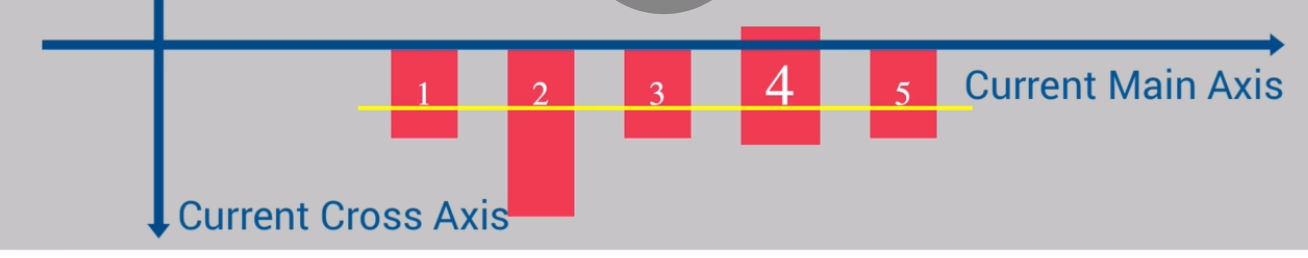 1 2 3 4 5
Current Main Axis
Current Cross Axis